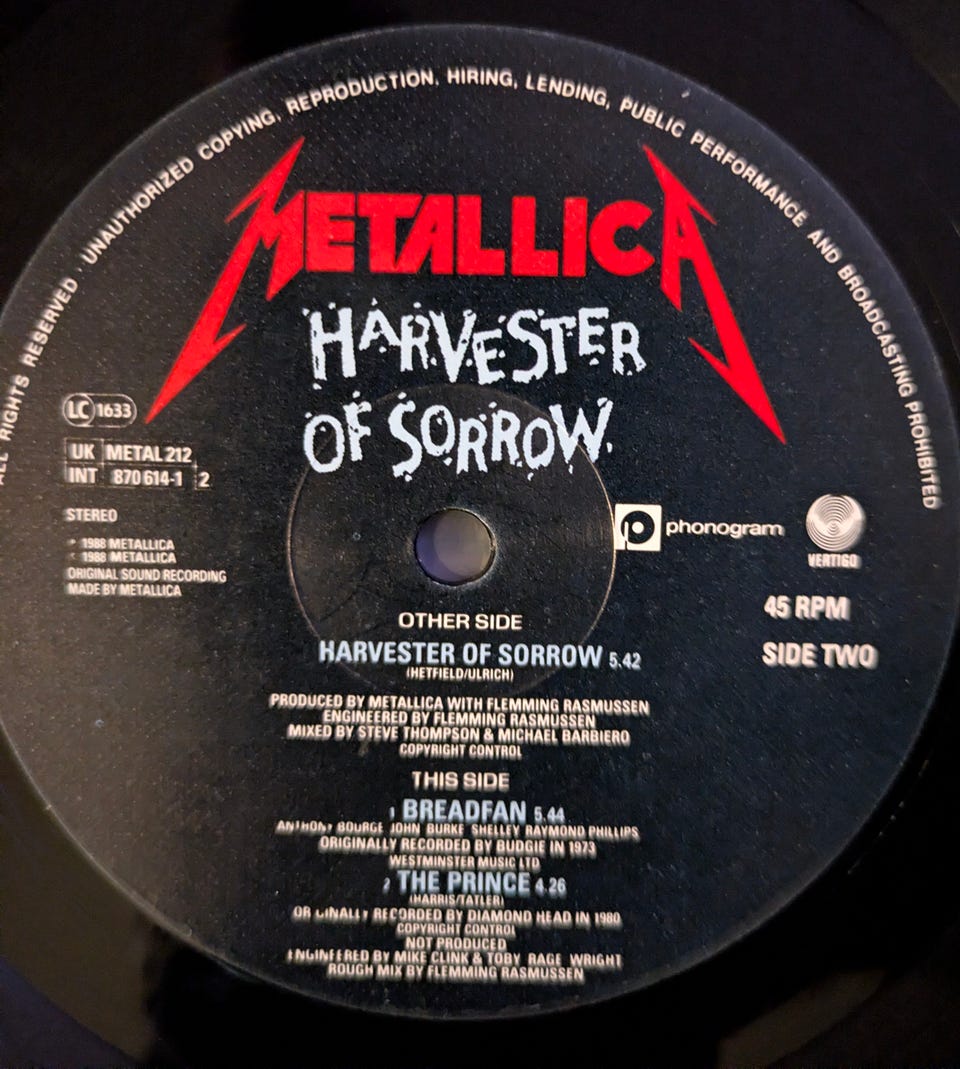 ALL RIGHTS RESERVED · UNAUTHORIZED COPYING, REPRODUCTION, HIRING, LENDING, PUBLIC PERFORMANCE AND BROADCASTING PROHIBITED
METALLICA
HARVESTER
OF SORROW
LC 1633
UK METAL 212
INT 870 614-1 2
STEREO
1988 METALLICA
1988 METALLICA
ORIGINAL SOUND RECORDING
MADE BY METALLICA
p phonogram
VERTIGO
45 RPM
SIDE TWO
OTHER SIDE
HARVESTER OF SORROW 5.42
(HETFIELD/ULRICH)
PRODUCED BY METALLICA WITH FLEMMING RASMUSSEN
ENGINEERED BY FLEMMING RASMUSSEN
MIXED BY STEVE THOMPSON & MICHAEL BARBIERO
COPYRIGHT CONTROL
THIS SIDE
1 BREADFAN 5.44
ANTHONY BOURGE JOHN BURKE SHELLEY RAYMOND PHILLIPS
ORIGINALLY RECORDED BY BUDGIE IN 1973
WESTMINSTER MUSIC LTD
2 THE PRINCE 4.26
(HARRIS/TATLER)
ORIGINALLY RECORDED BY DIAMOND HEAD IN 1980
COPYRIGHT CONTROL
NOT PRODUCED
ENGINEERED BY MIKE CLINK & TOBY RAGE WRIGHT
ROUGH MIX BY FLEMMING RASMUSSEN